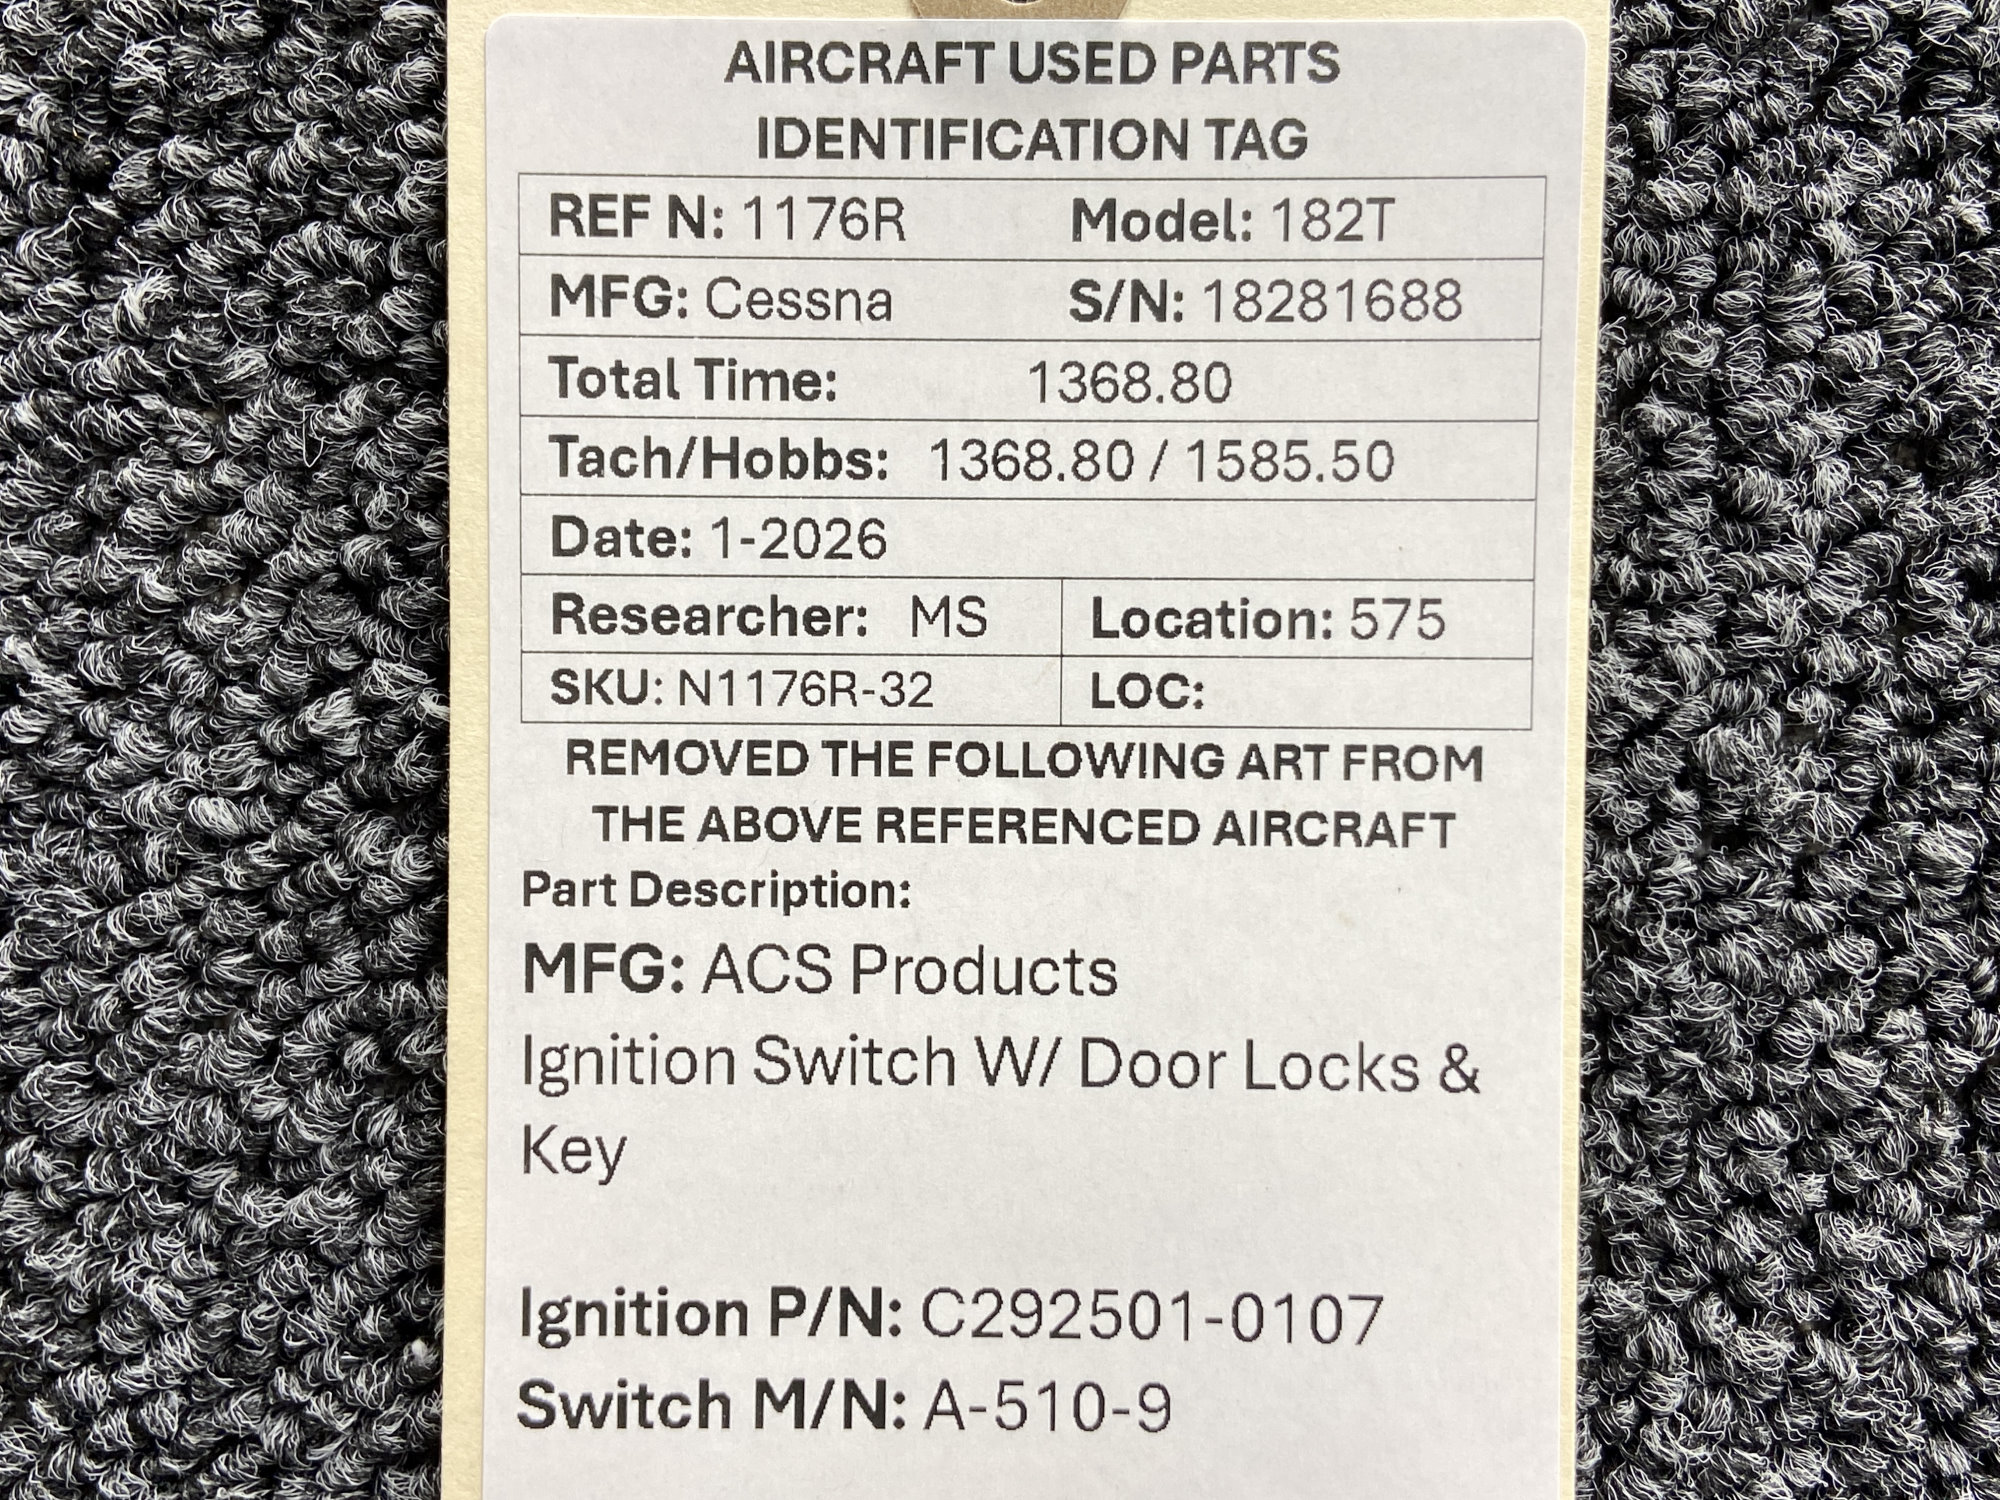 AIRCRAFT USED PARTS
IDENTIFICATION TAG
REF N: 1176R Model: 182T
MFG: Cessna S/N: 18281688
Total Time: 1368.80
Tach/Hobbs: 1368.80 / 1585.50
Date: 1-2026
Researcher: MS Location: 575
SKU: N1176R-32 LOC:
REMOVED THE FOLLOWING ART FROM
THE ABOVE REFERENCED AIRCRAFT
Part Description:
MFG: ACS Products
Ignition Switch W/ Door Locks &
Key
Ignition P/N: C292501-0107
Switch M/N: A-510-9